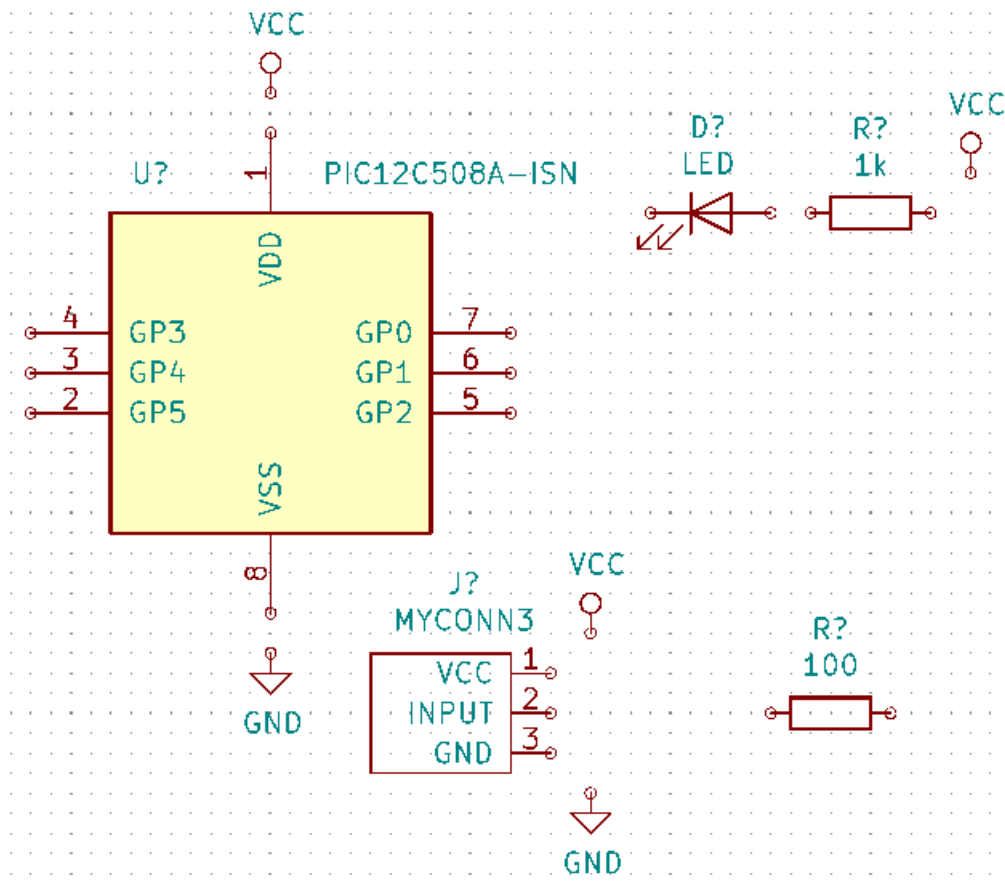 VCC
VCC
D?
R?
U?
PIC12C508A-ISN
LED
1k
1
VDD
4
GP3
GP0
7
3
GP4
GP1
6
2
GP5
GP2
5
VSS
8
J?
VCC
MYCONN3
R?
VCC
1
100
INPUT
2
GND
GND
3
GND